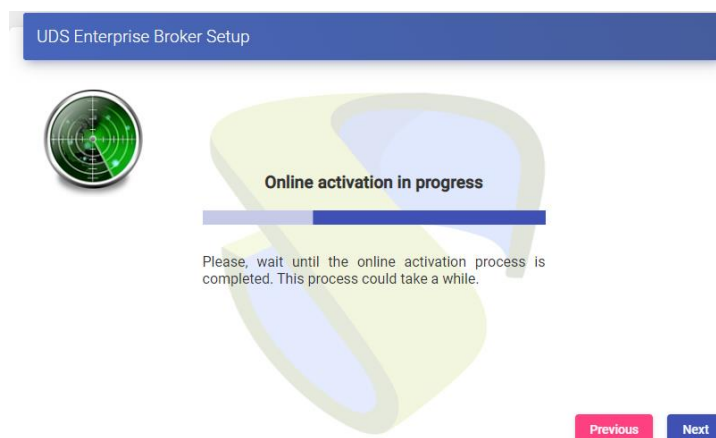 UDS Enterprise Broker Setup
Online activation in progress
Please, wait until the online activation process is
completed. This process could take a while.
Previous Next